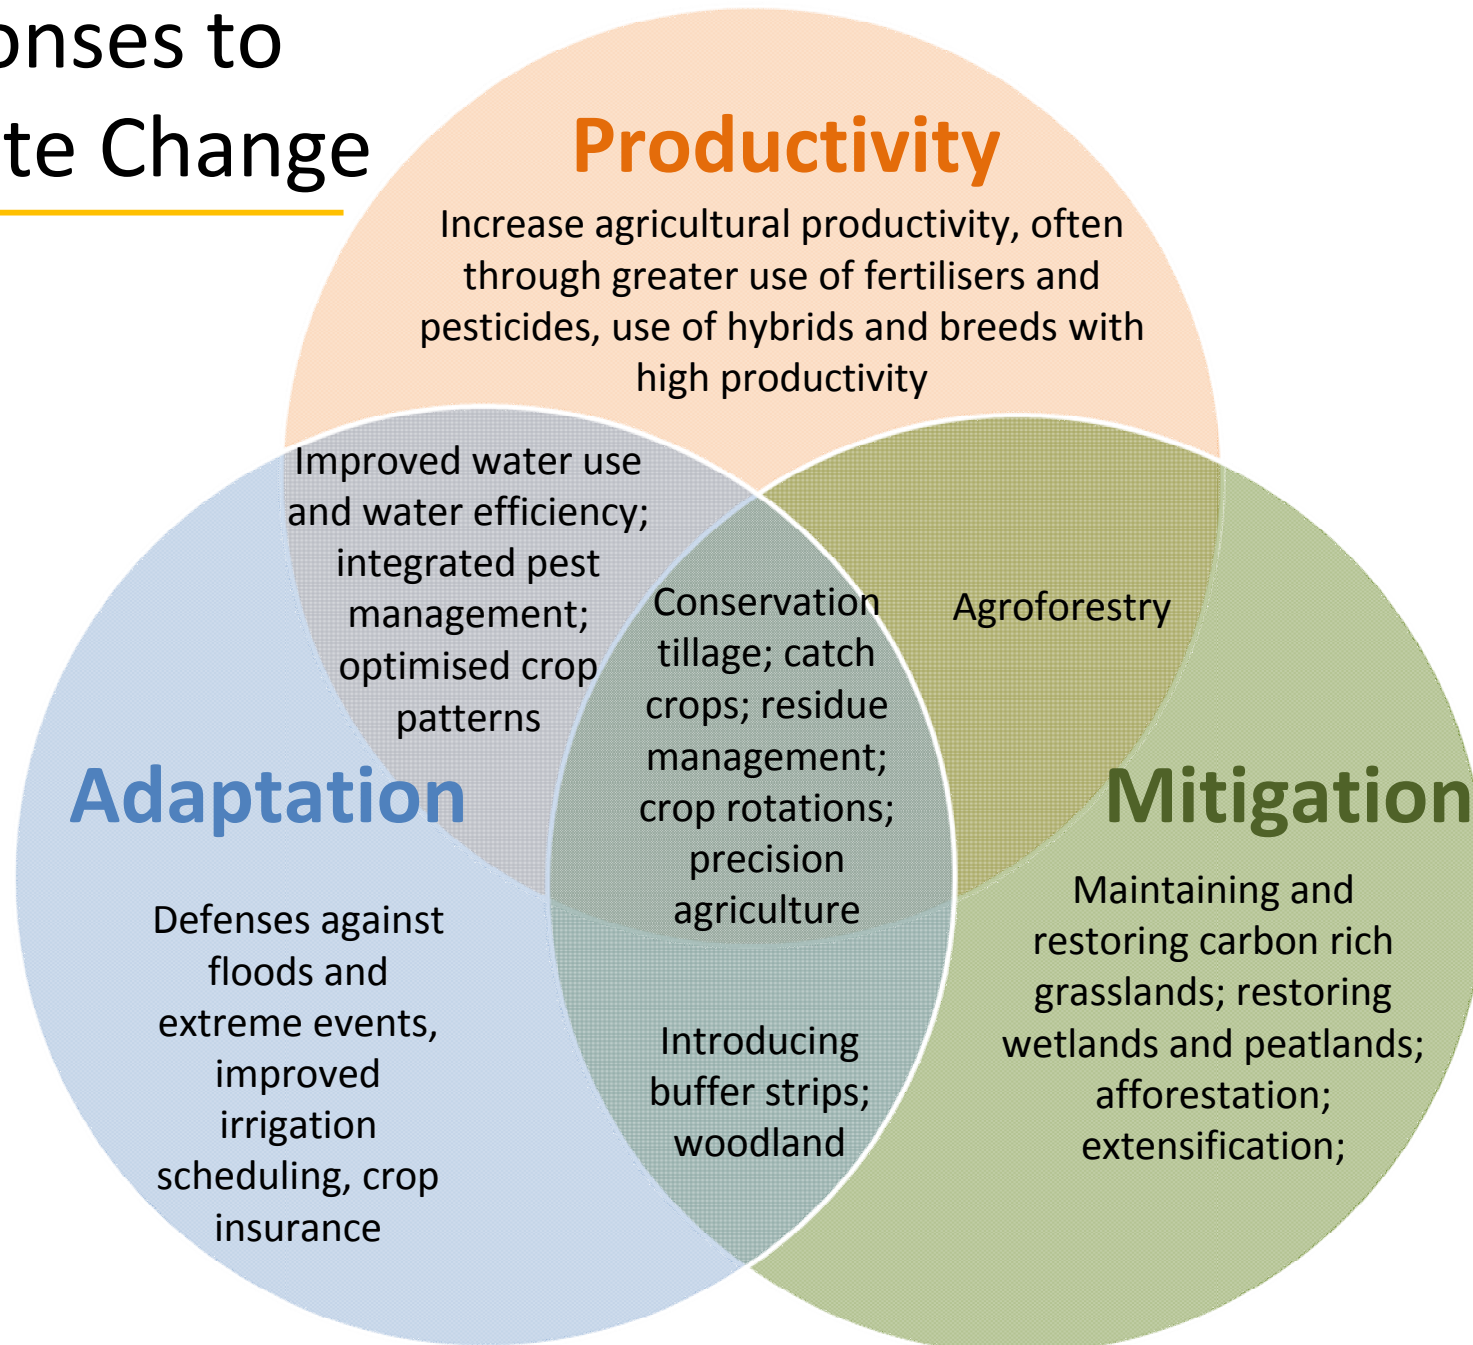 onses to
te Change
Productivity
Increase agricultural productivity, often
through greater use of fertilisers and
pesticides, use of hybrids and breeds with
high productivity
Improved water use
and water efficiency;
integrated pest
management;
optimised crop
patterns
Conservation
tillage; catch
crops; residue
management;
crop rotations;
precision
agriculture
Agroforestry
Adaptation
Defenses against
floods and
extreme events,
improved
irrigation
scheduling, crop
insurance
Introducing
buffer strips;
woodland
Mitigation
Maintaining and
restoring carbon rich
grasslands; restoring
wetlands and peatlands;
afforestation;
extensification;